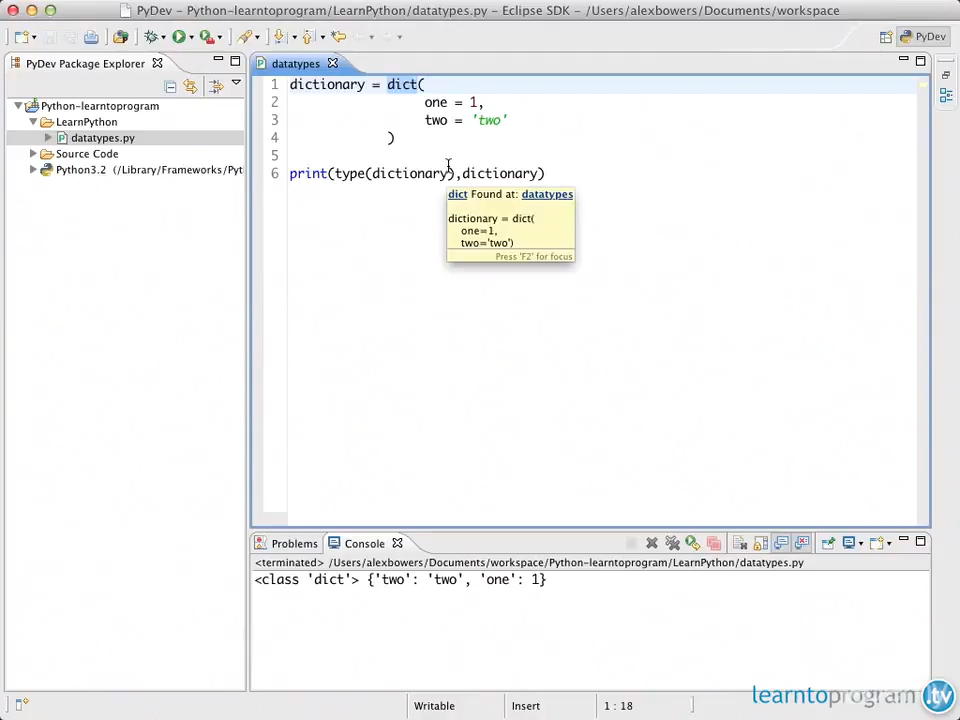 PyDev - Python-learntoprogram/LearnPython/datatypes.py - Eclipse SDK - /Users/alexbowers/Documents/workspace
PyDev
PyDev Package Explorer
Python-learntoprogram
LearnPython
datatypes.py
Source Code
Python3.2 (/Library/Frameworks/Pyt
datatypes
1 dictionary = dict(
2 one = 1,
3 two = 'two'
4 )
5
6 print(type(dictionary),dictionary)
dict Found at: datatypes
dictionary = dict(
one=1,
two='two')
Press 'F2' for focus
Problems Console
<terminated> /Users/alexbowers/Documents/workspace/Python-learntoprogram/LearnPython/datatypes.py
<class 'dict'> {'two': 'two', 'one': 1}
Writable Insert 1 : 18
learntoprogram.tv